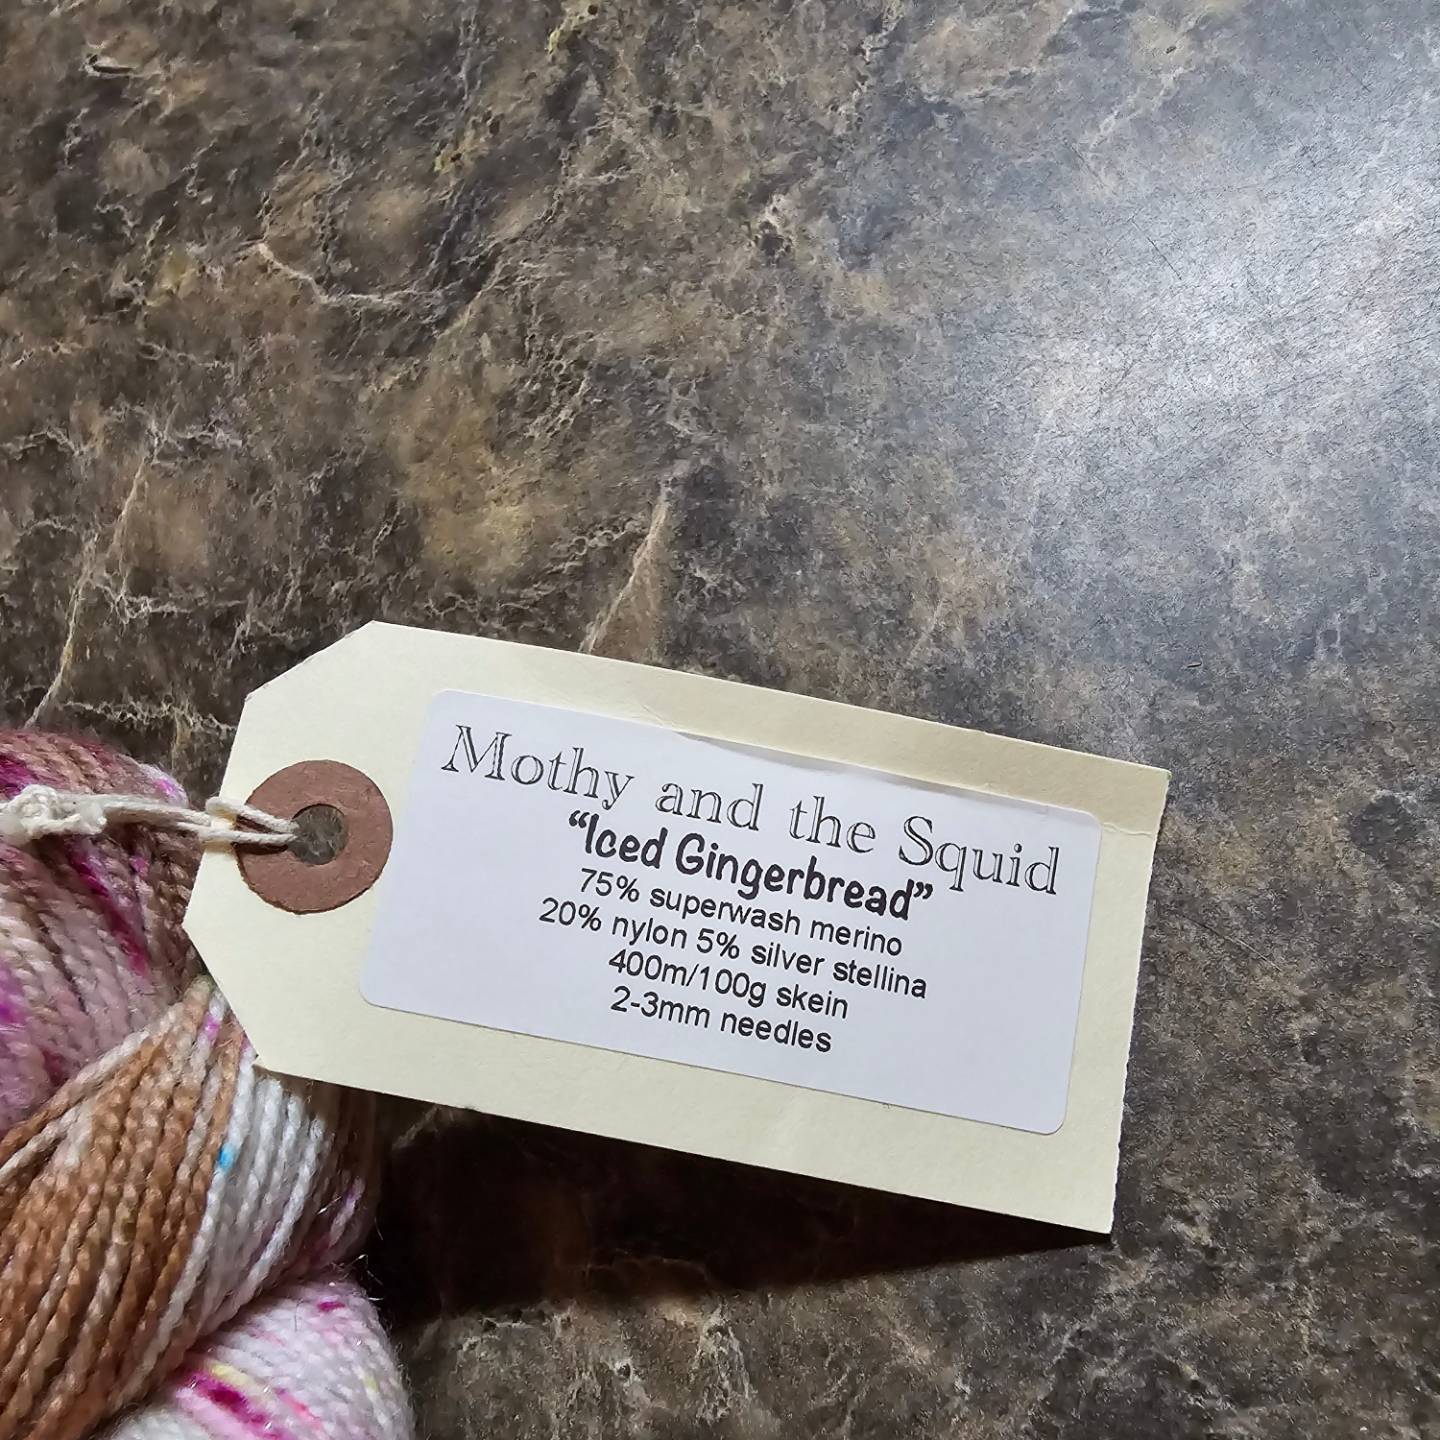 Mothy and the Squid
“Iced Gingerbread”
75% superwash merino
20% nylon 5% silver stellina
400m/100g skein
2-3mm needles